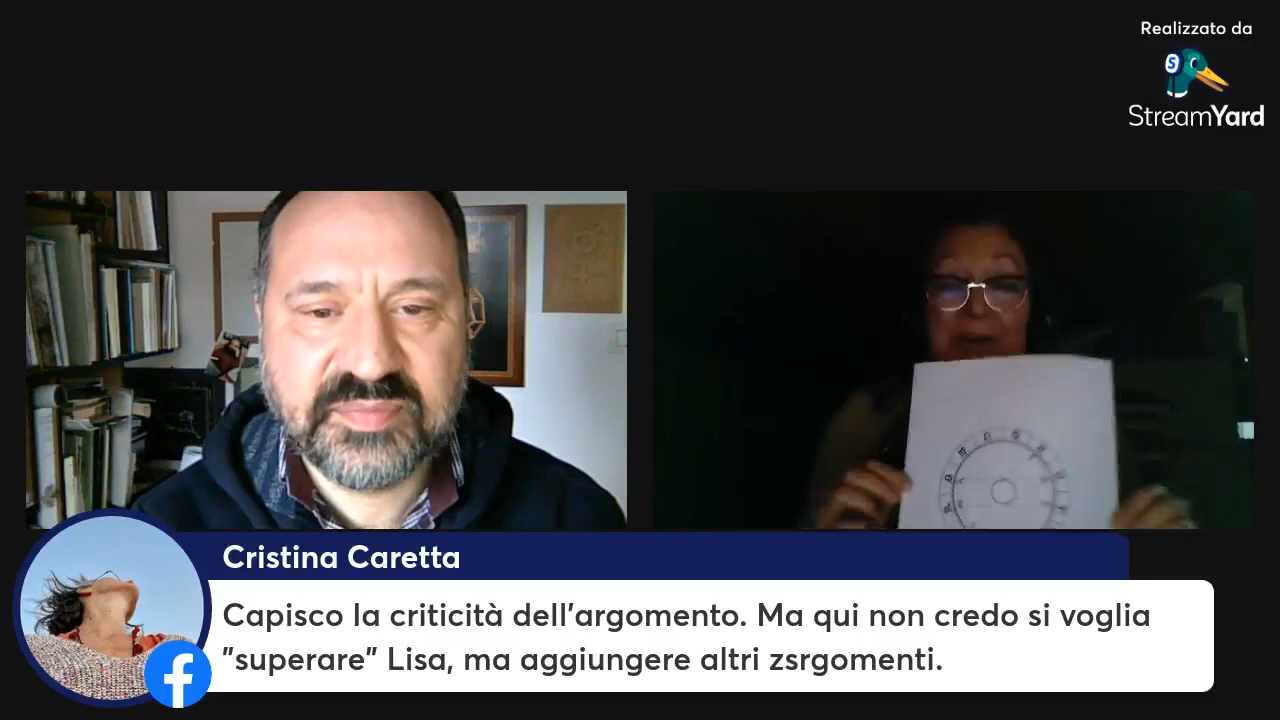 Realizzato da
StreamYard
Cristina Caretta
Capisco la criticità dell'argomento. Ma qui non credo si voglia
"superare" Lisa, ma aggiungere altri zsrgomenti.